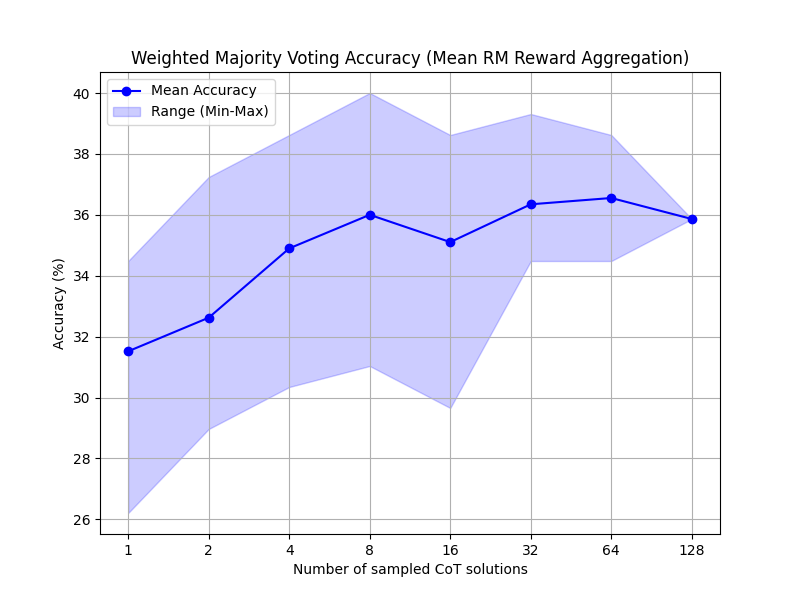 Weighted Majority Voting Accuracy (Mean RM Reward Aggregation)
Mean Accuracy
Range (Min-Max)
Accuracy (%)
40
38
36
34
32
30
28
26
1 2 4 8 16 32 64 128
Number of sampled CoT solutions